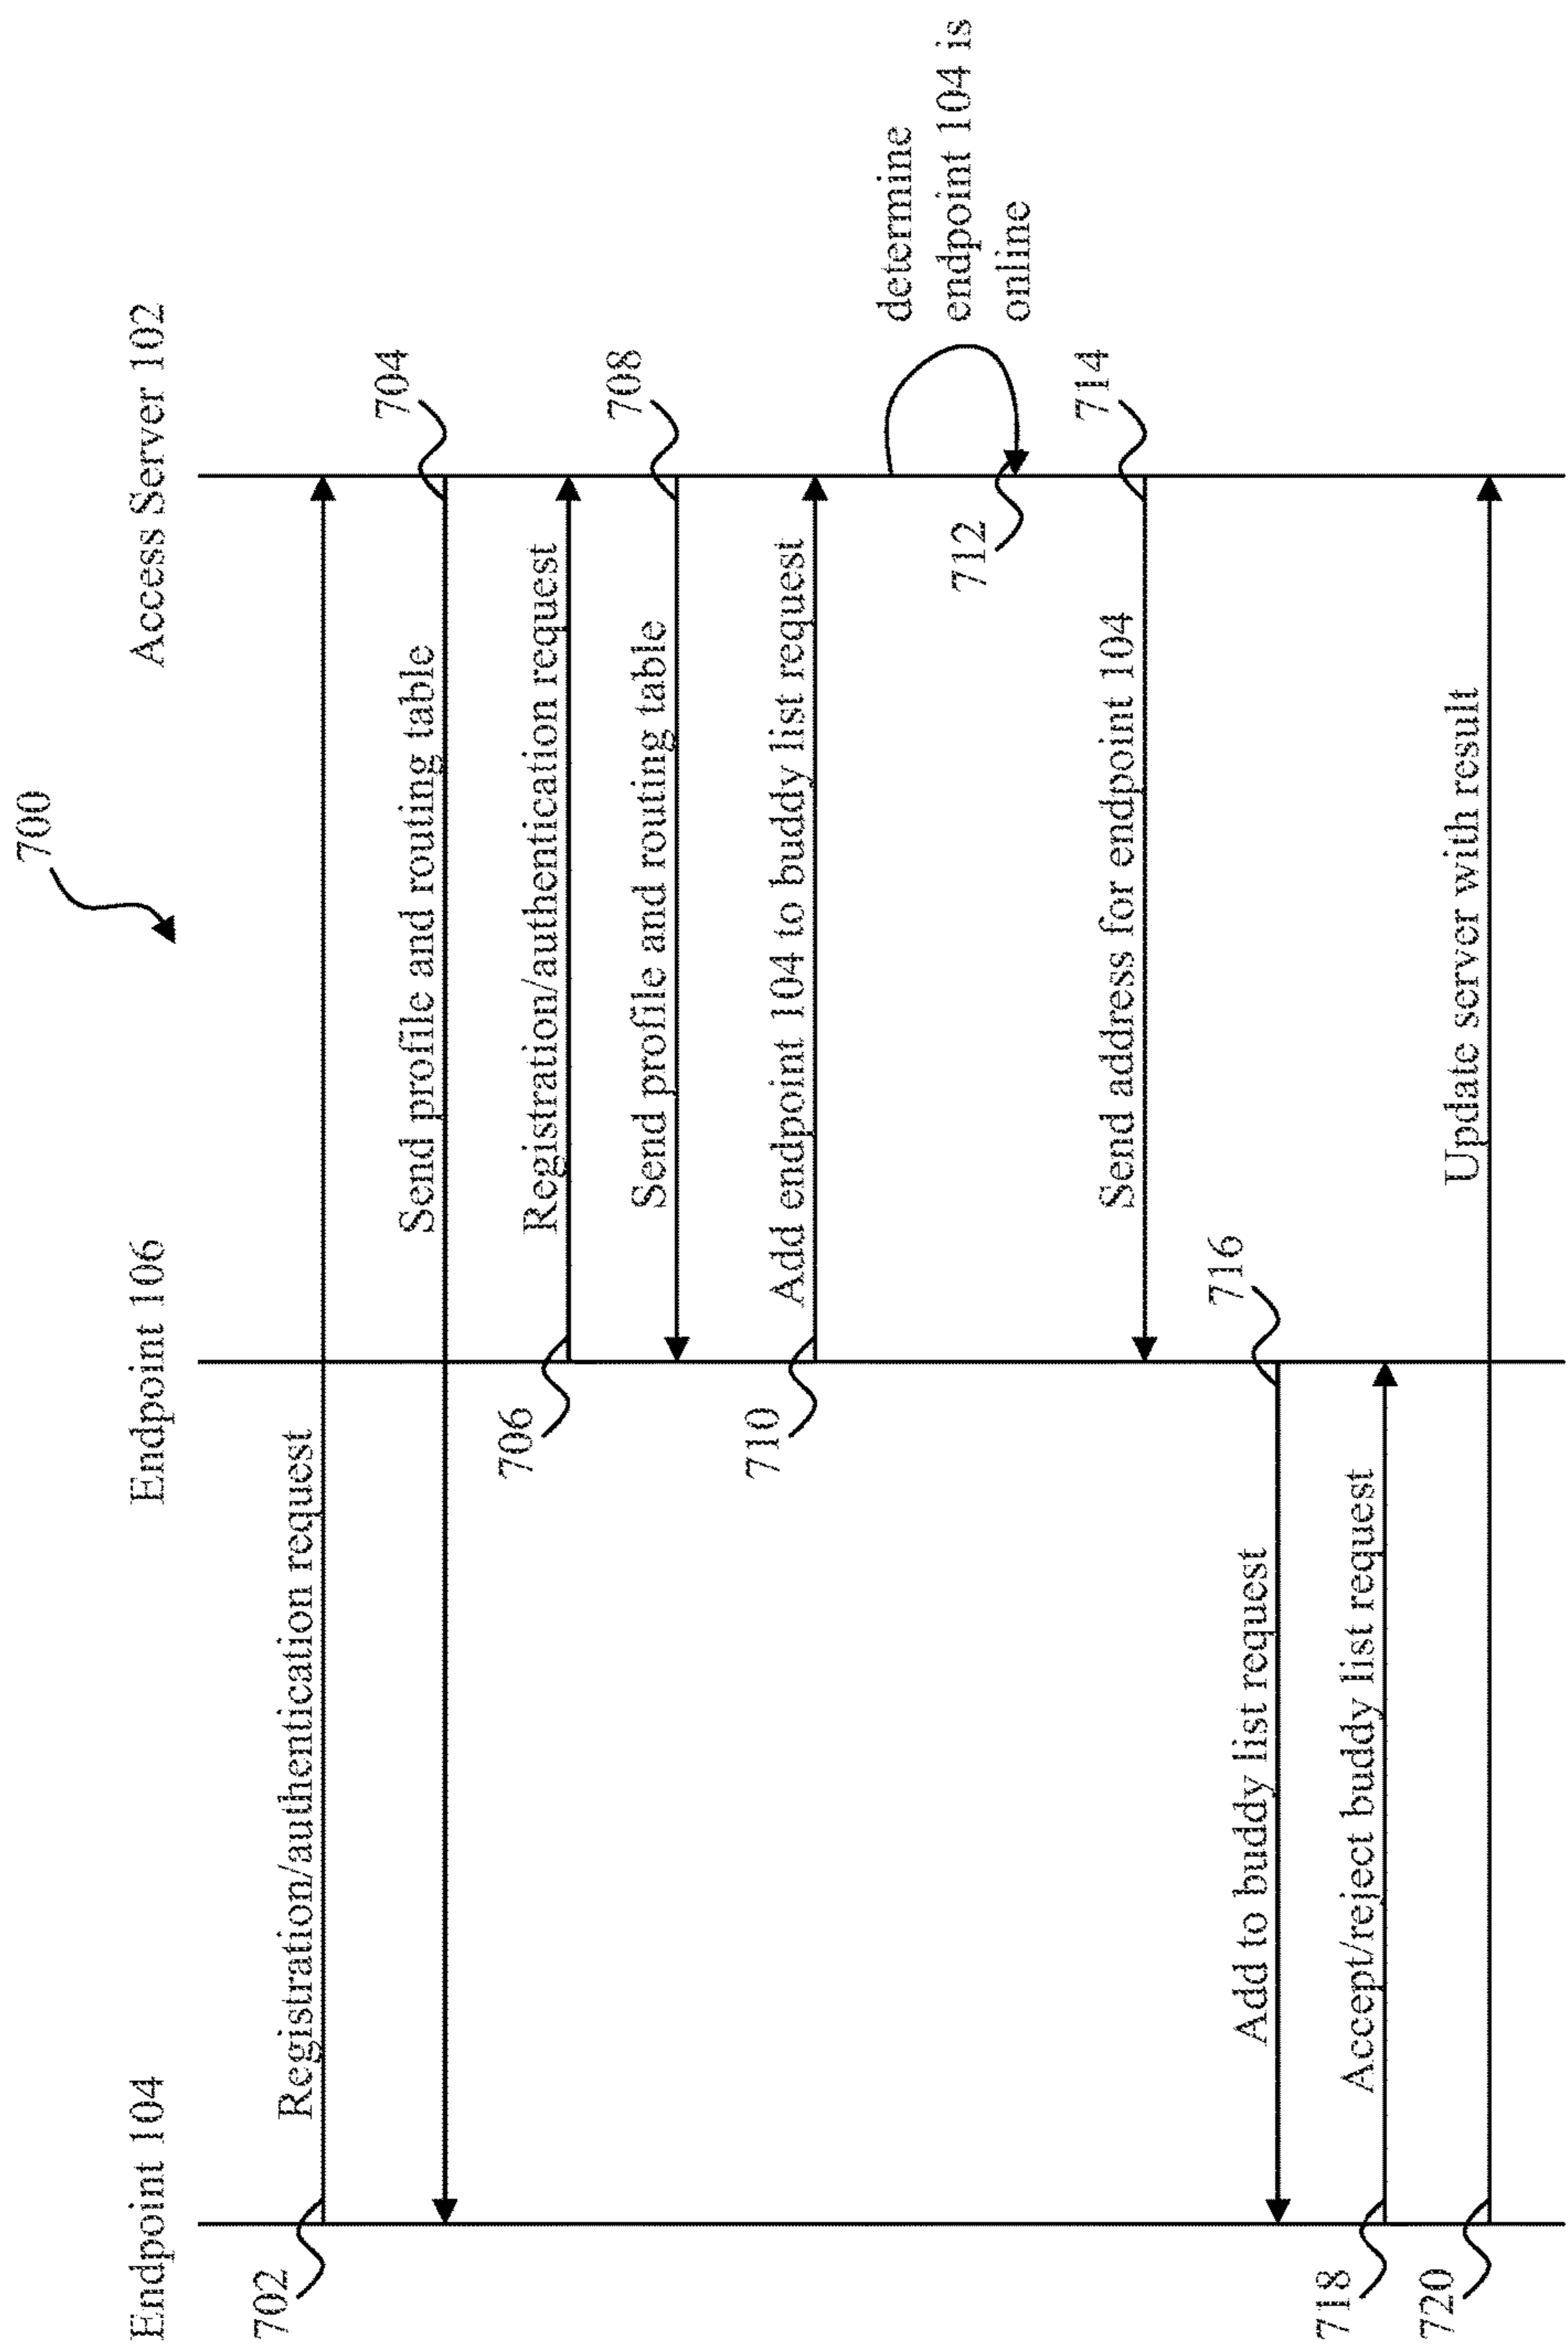 700
Endpoint 104
Endpoint 106
Access Server 102
702
Registration/authentication request
704
Send profile and routing table
706
Registration/authentication request
708
Send profile and routing table
710
Add endpoint 104 to buddy list request
determine
endpoint 104 is
online
712
714
Send address for endpoint 104
716
Add to buddy list request
718
Accept/reject buddy list request
720
Update server with result